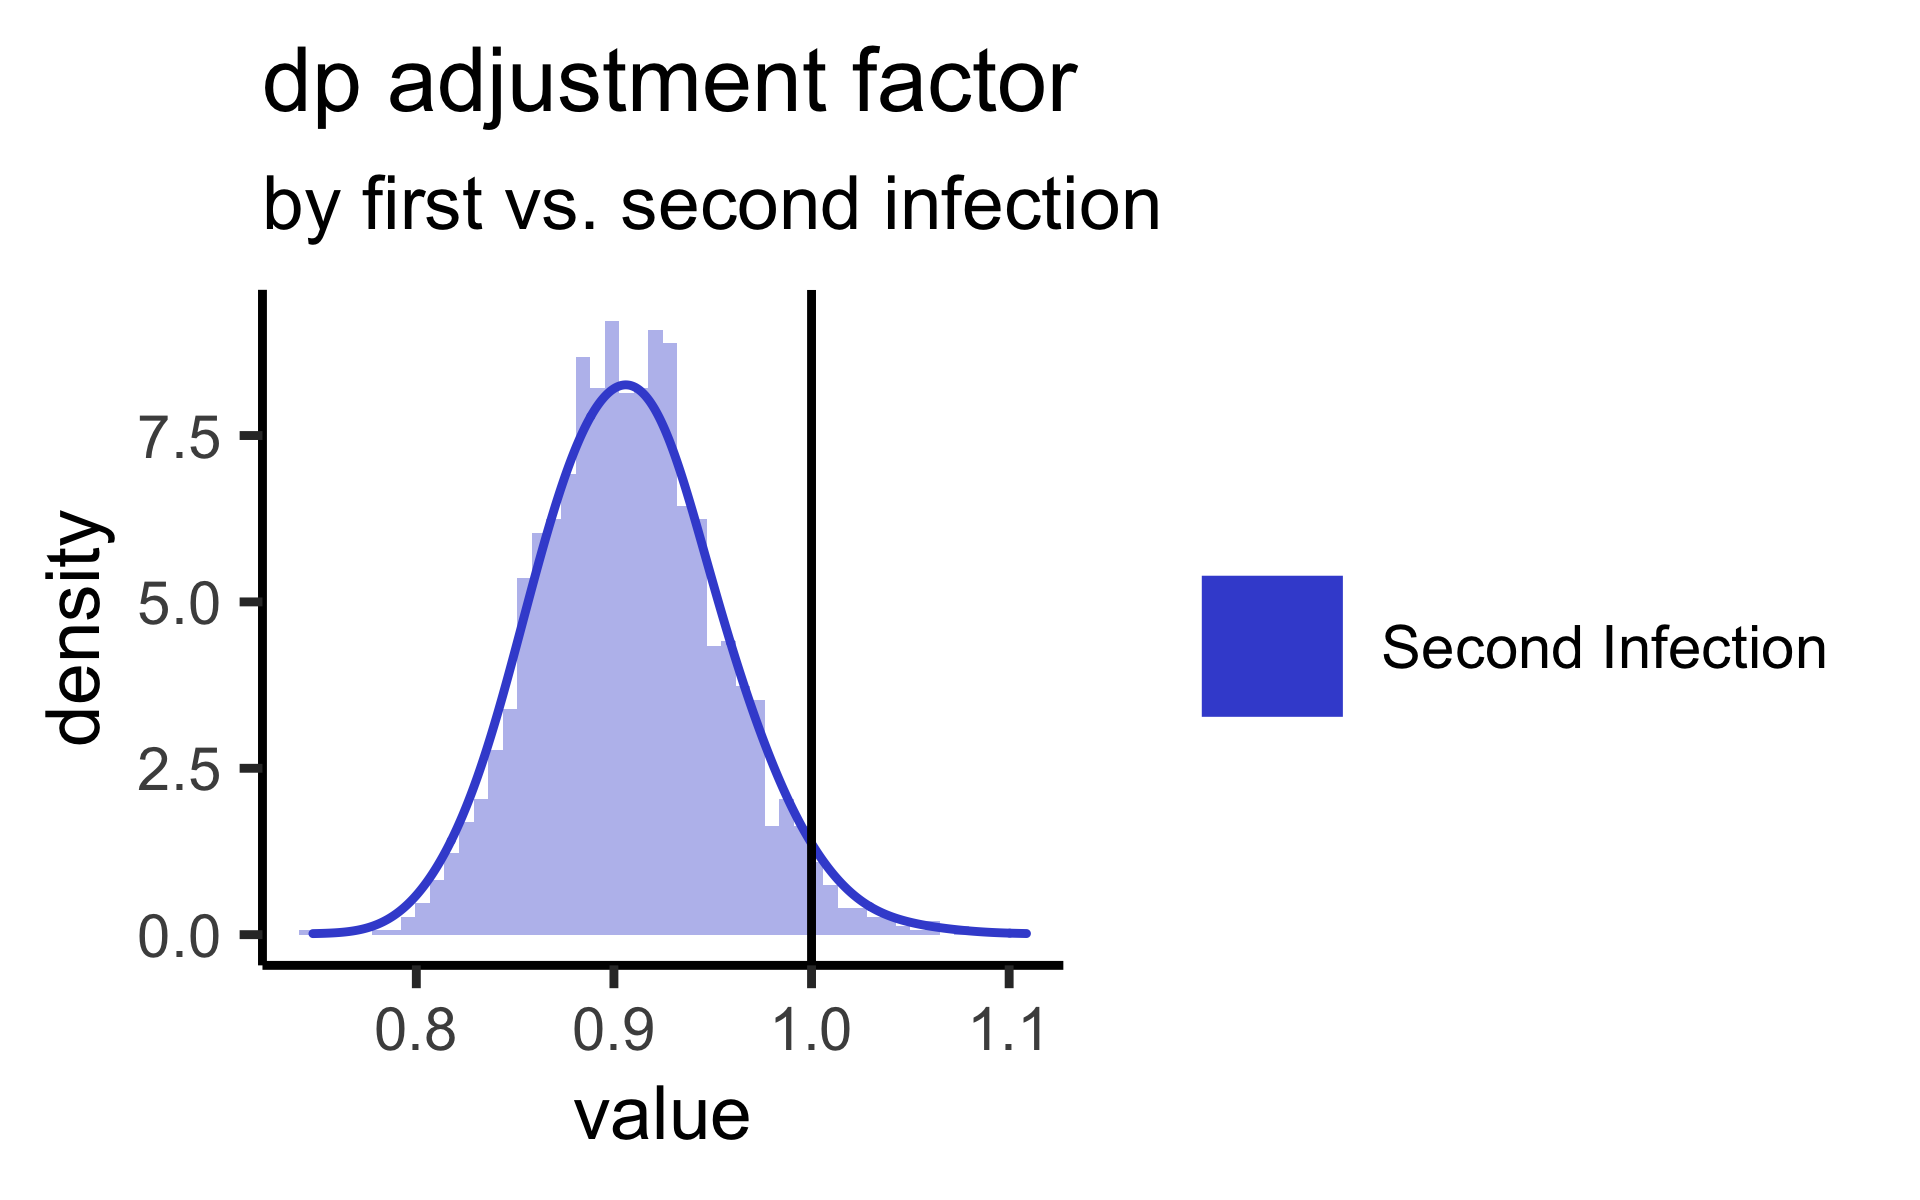 dp adjustment factor
by first vs. second infection
density
7.5
5.0
2.5
0.0
0.8
0.9
1.0
1.1
value
Second Infection